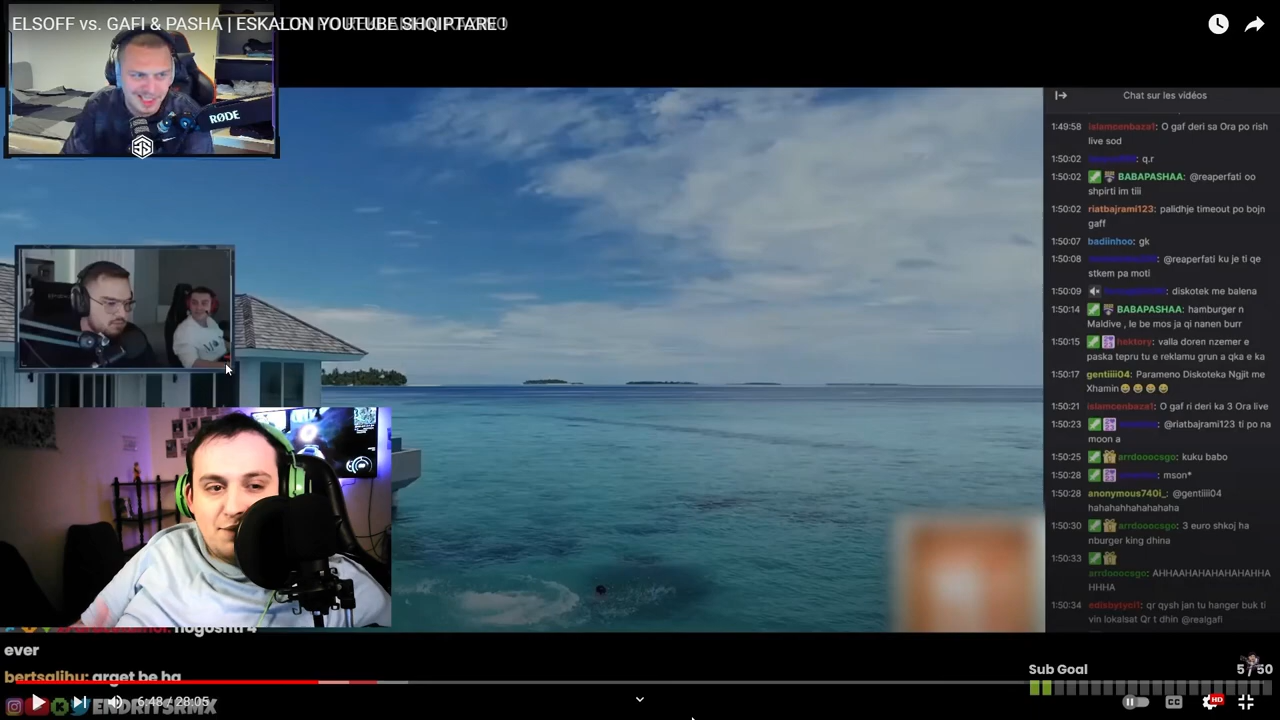 ELSOFF vs. GAFI & PASHA | ESKALON YOUTUBE SHQIPTARE!
RØDE
Chat sur les vidéos
1:49:58 islamcenbaza1: O gaf deri sa Ora po rish
live sod
1:50:02 q.r
1:50:02 BABAPASHAA: @reaperfati oo
shpirti im tiii
1:50:02 riatbajrami123: palidhje timeout po bojn
gaff
1:50:07 badiinhoo: gk
1:50:08 @reaperfati ku je ti qe
stkem pa moti
1:50:09 diskotek me balena
1:50:14 BABAPASHAA: hamburger n
Maldive , le be mos ja qi nanen burr
1:50:15 hektory: valla doren nzemer e
paska tepru tu e reklamu grun a qka e ka
1:50:17 gentiiii04: Parameno Diskoteka Ngjit me
Xhamin
1:50:21 islamcenbaza1: O gaf ri deri ka 3 Ora live
1:50:23 @riatbajrami123 ti po na
moon a
1:50:25 arrdooocsgo: kuku babo
1:50:28 mson*
1:50:28 anonymous740i_: @gentiiii04
hahahahhahahahaha
1:50:30 arrdooocsgo: 3 euro shkoj ha
nburger king dhina
1:50:33
arrdooocsgo: AHHAAHAHAHAHAHAHHA
HHHA
1:50:34 edisbytyci1: qr qysh jan tu hanger buk ti
vin lokalsat Qr t dhin @realgafi
ever
bertsalihu: arget be ha
Sub Goal 5 / 50
6:48 / 28:05
ENDRITSRMX
CC
HD